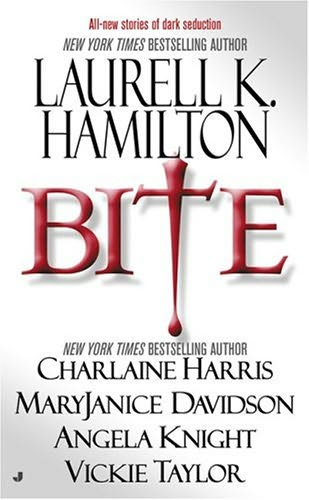 All-new stories of dark seduction
NEW YORK TIMES BESTSELLING AUTHOR
LAURELL K.
HAMILTON
BITE
NEW YORK TIMES BESTSELLING AUTHOR
CHARLAINE HARRIS
MARYJANICE DAVIDSON
ANGELA KNIGHT
VICKIE TAYLOR
J